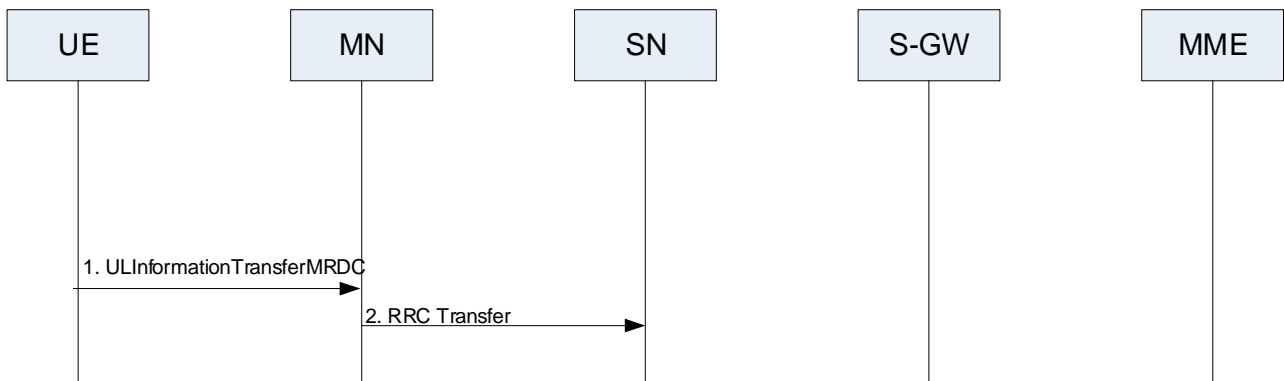 UE
MN
SN
S-GW
MME
1. ULInformationTransferMRDC
2. RRC Transfer